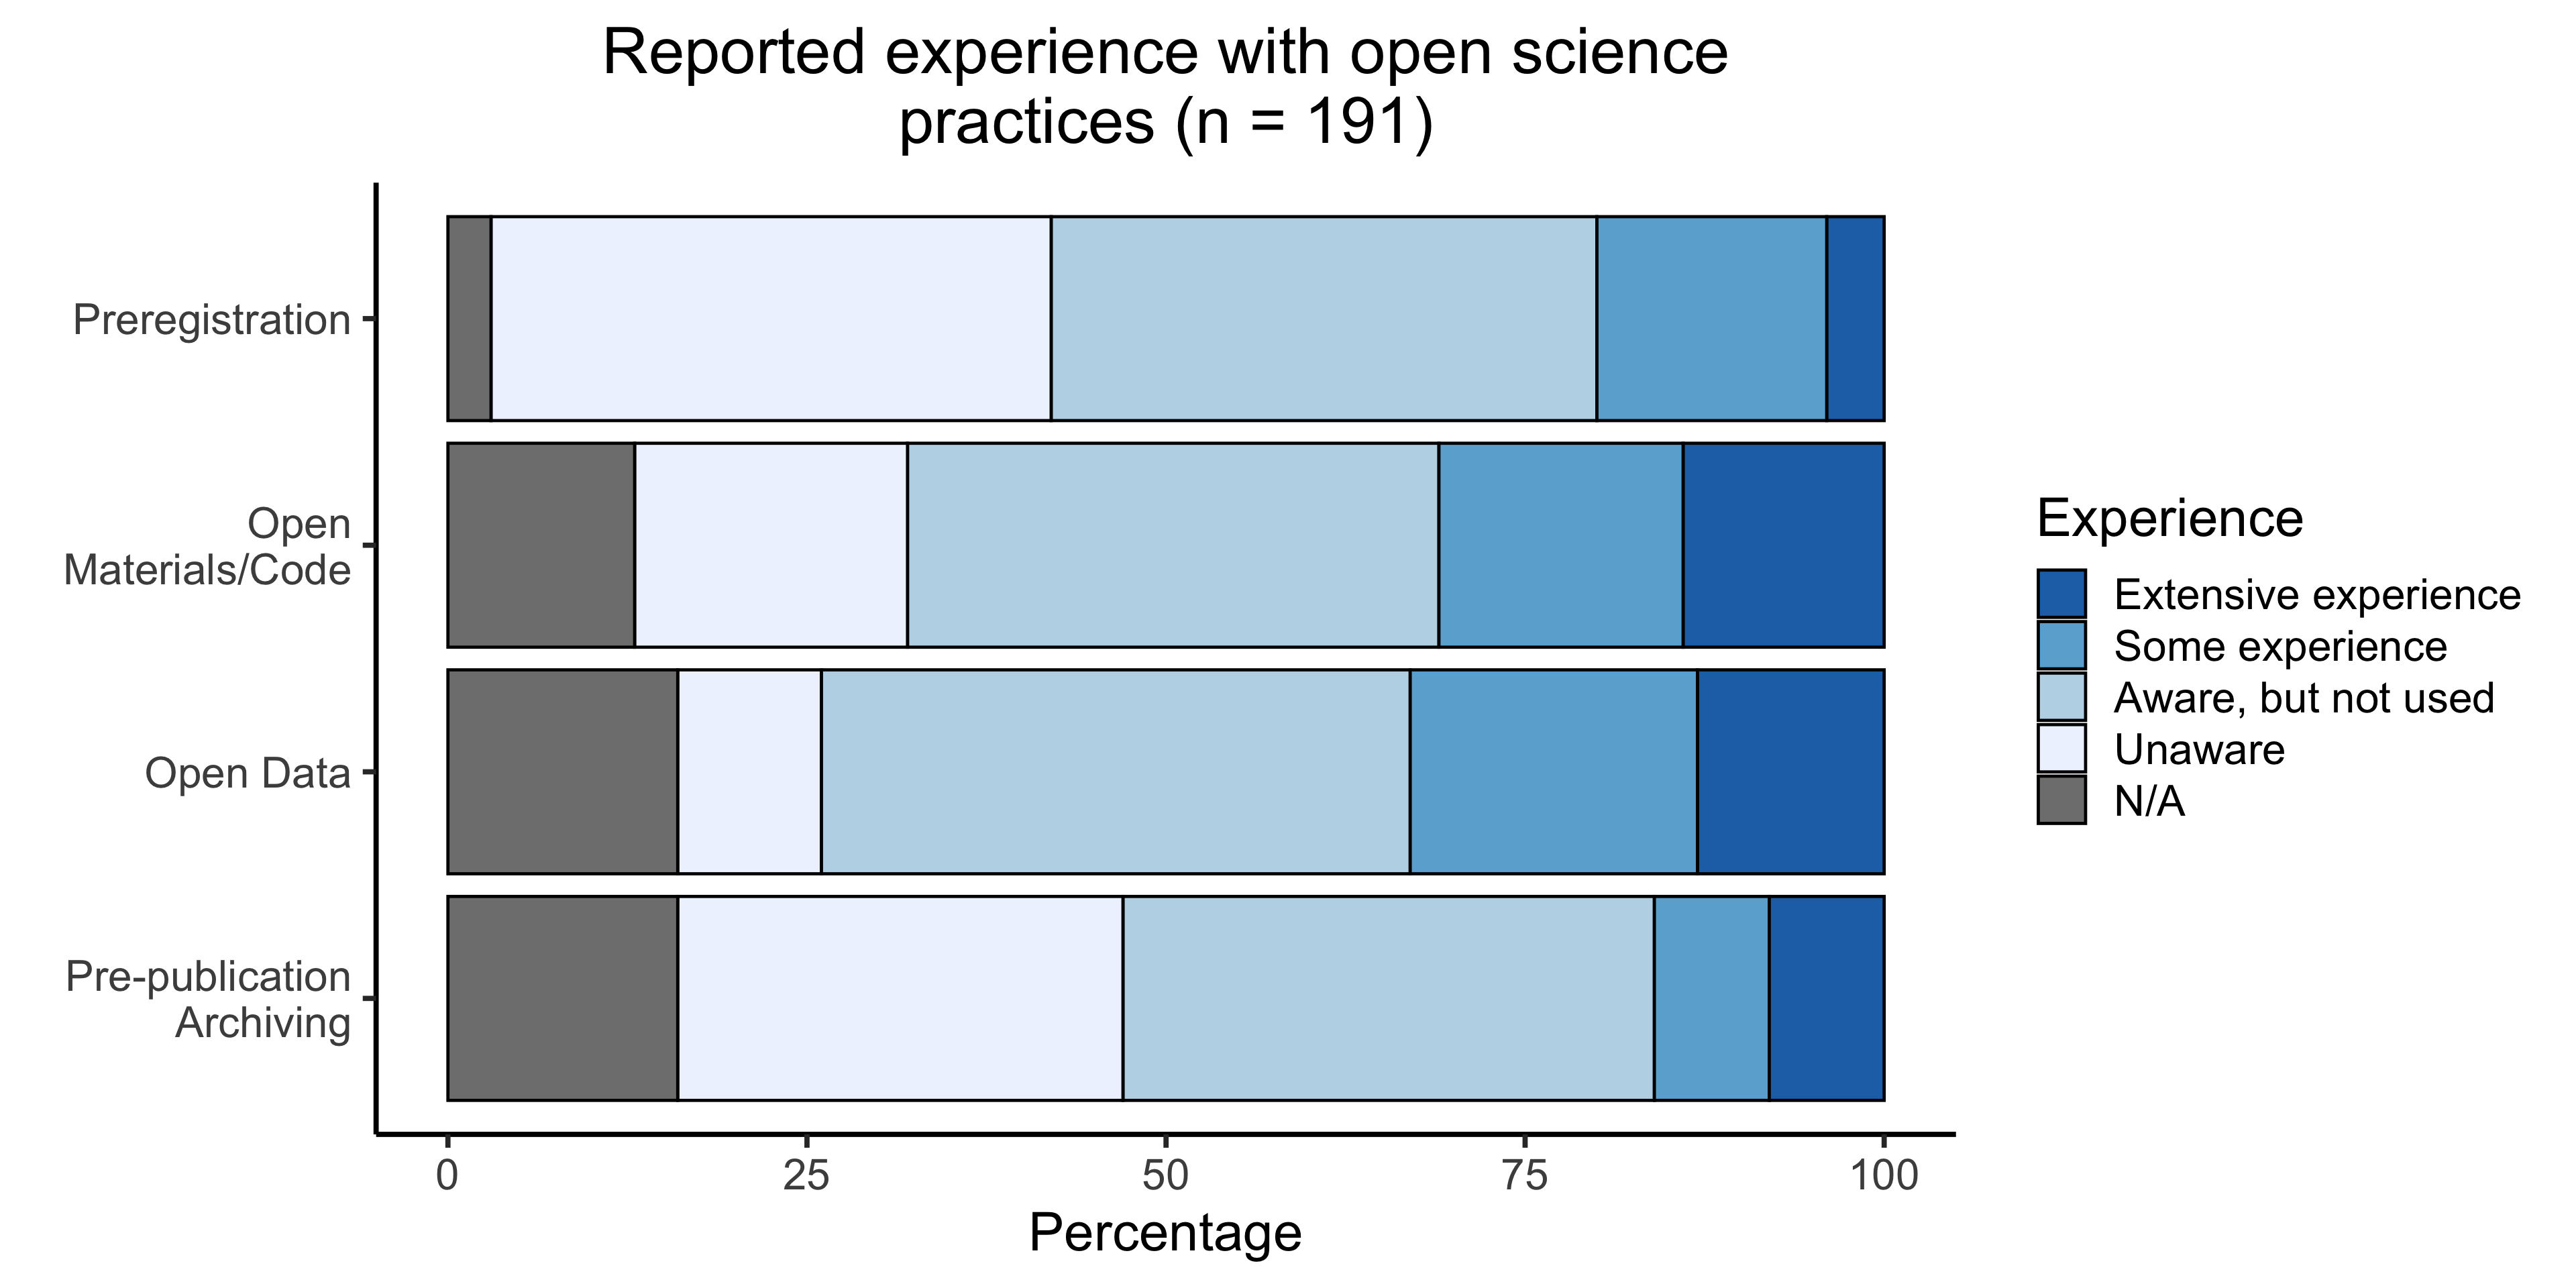 Reported experience with open science
practices (n = 191)
Preregistration
Open
Materials/Code
Open Data
Pre-publication
Archiving
0
25
50
75
100
Percentage
Experience
Extensive experience
Some experience
Aware, but not used
Unaware
N/A